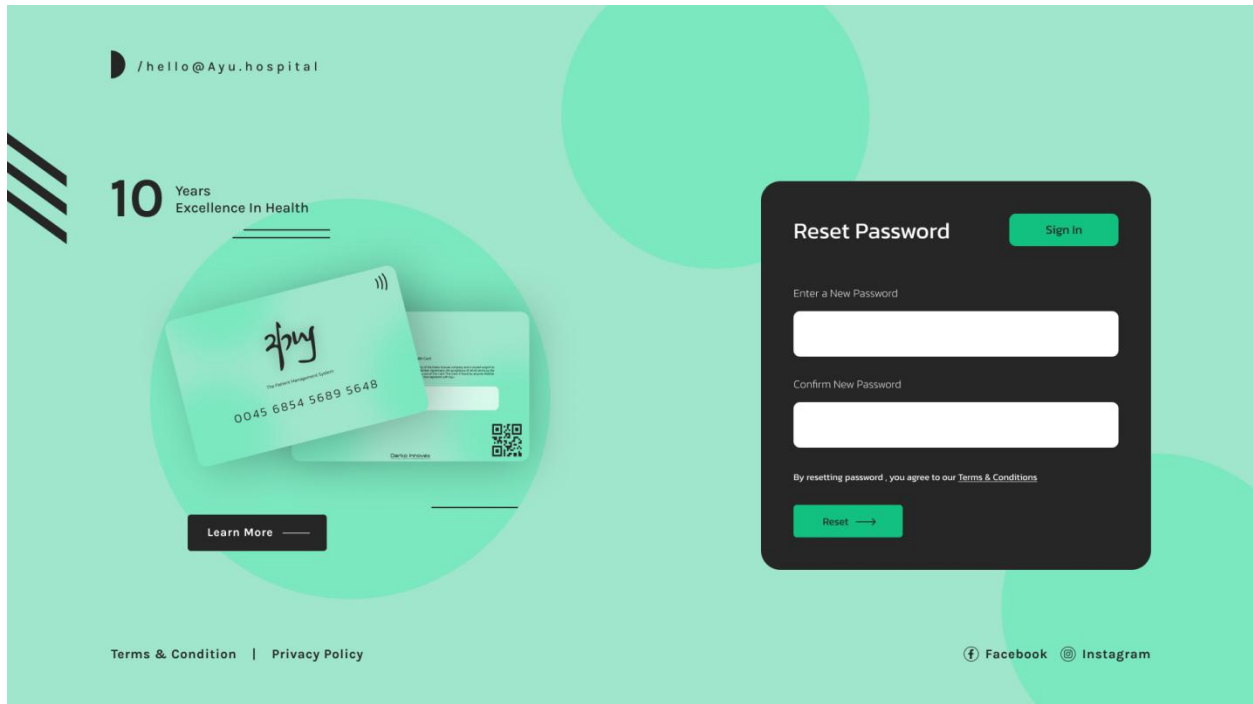 /hello@Ayu.hospital
10
Years
Excellence In Health
The Patient Management System
0045 6854 5689 5648
Learn More
Reset Password
Sign In
Enter a New Password
Confirm New Password
By resetting password , you agree to our Terms & Conditions
Reset
Terms & Condition | Privacy Policy
Facebook Instagram